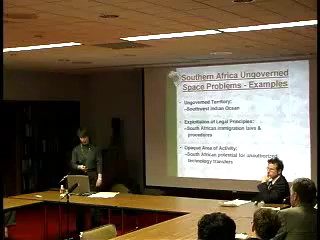 Southern Africa Ungoverned
Space Problems - Examples
• Ungoverned Territory:
–Southwest Indian Ocean
• Exploitation of Legal Principles:
–South African immigration laws &
procedures
• Opaque Area of Activity:
–South African potential for unauthorized
technology transfers